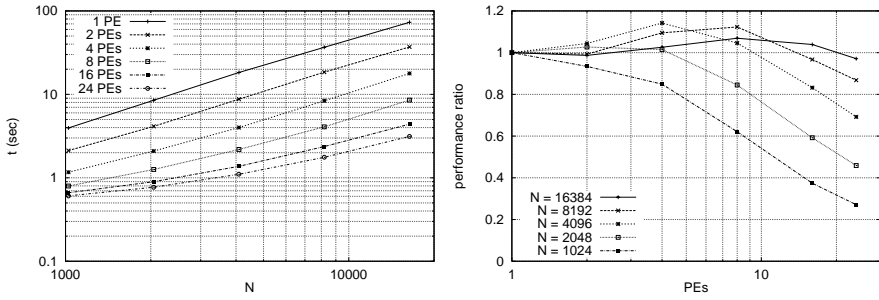 100
10
1
0.1
1000
10000
t (sec)
N
1 PE
2 PEs
4 PEs
8 PEs
16 PEs
24 PEs
1.2
1
0.8
0.6
0.4
0.2
0
1
10
performance ratio
PEs
N = 16384
N = 8192
N = 4096
N = 2048
N = 1024